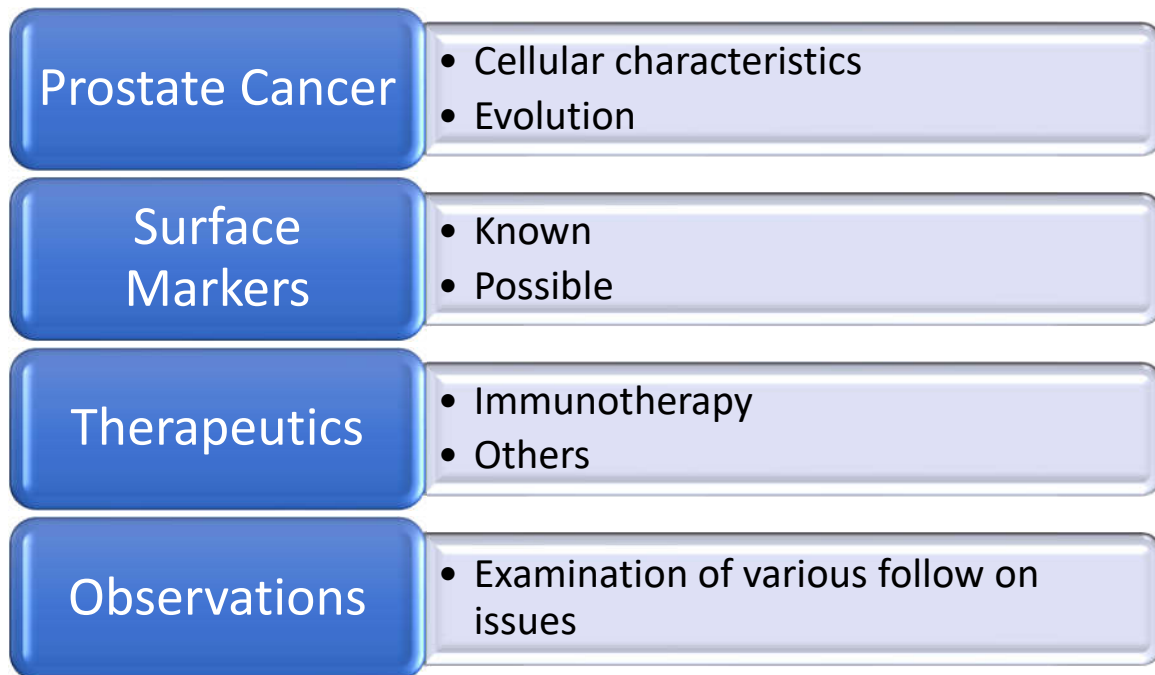 Prostate Cancer
• Cellular characteristics
• Evolution
Surface
Markers
• Known
• Possible
Therapeutics
• Immunotherapy
• Others
Observations
• Examination of various follow on
issues